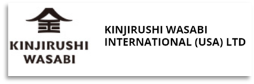 KINJIRUSHI
WASABI
KINJIRUSHI WASABI
INTERNATIONAL (USA) LTD